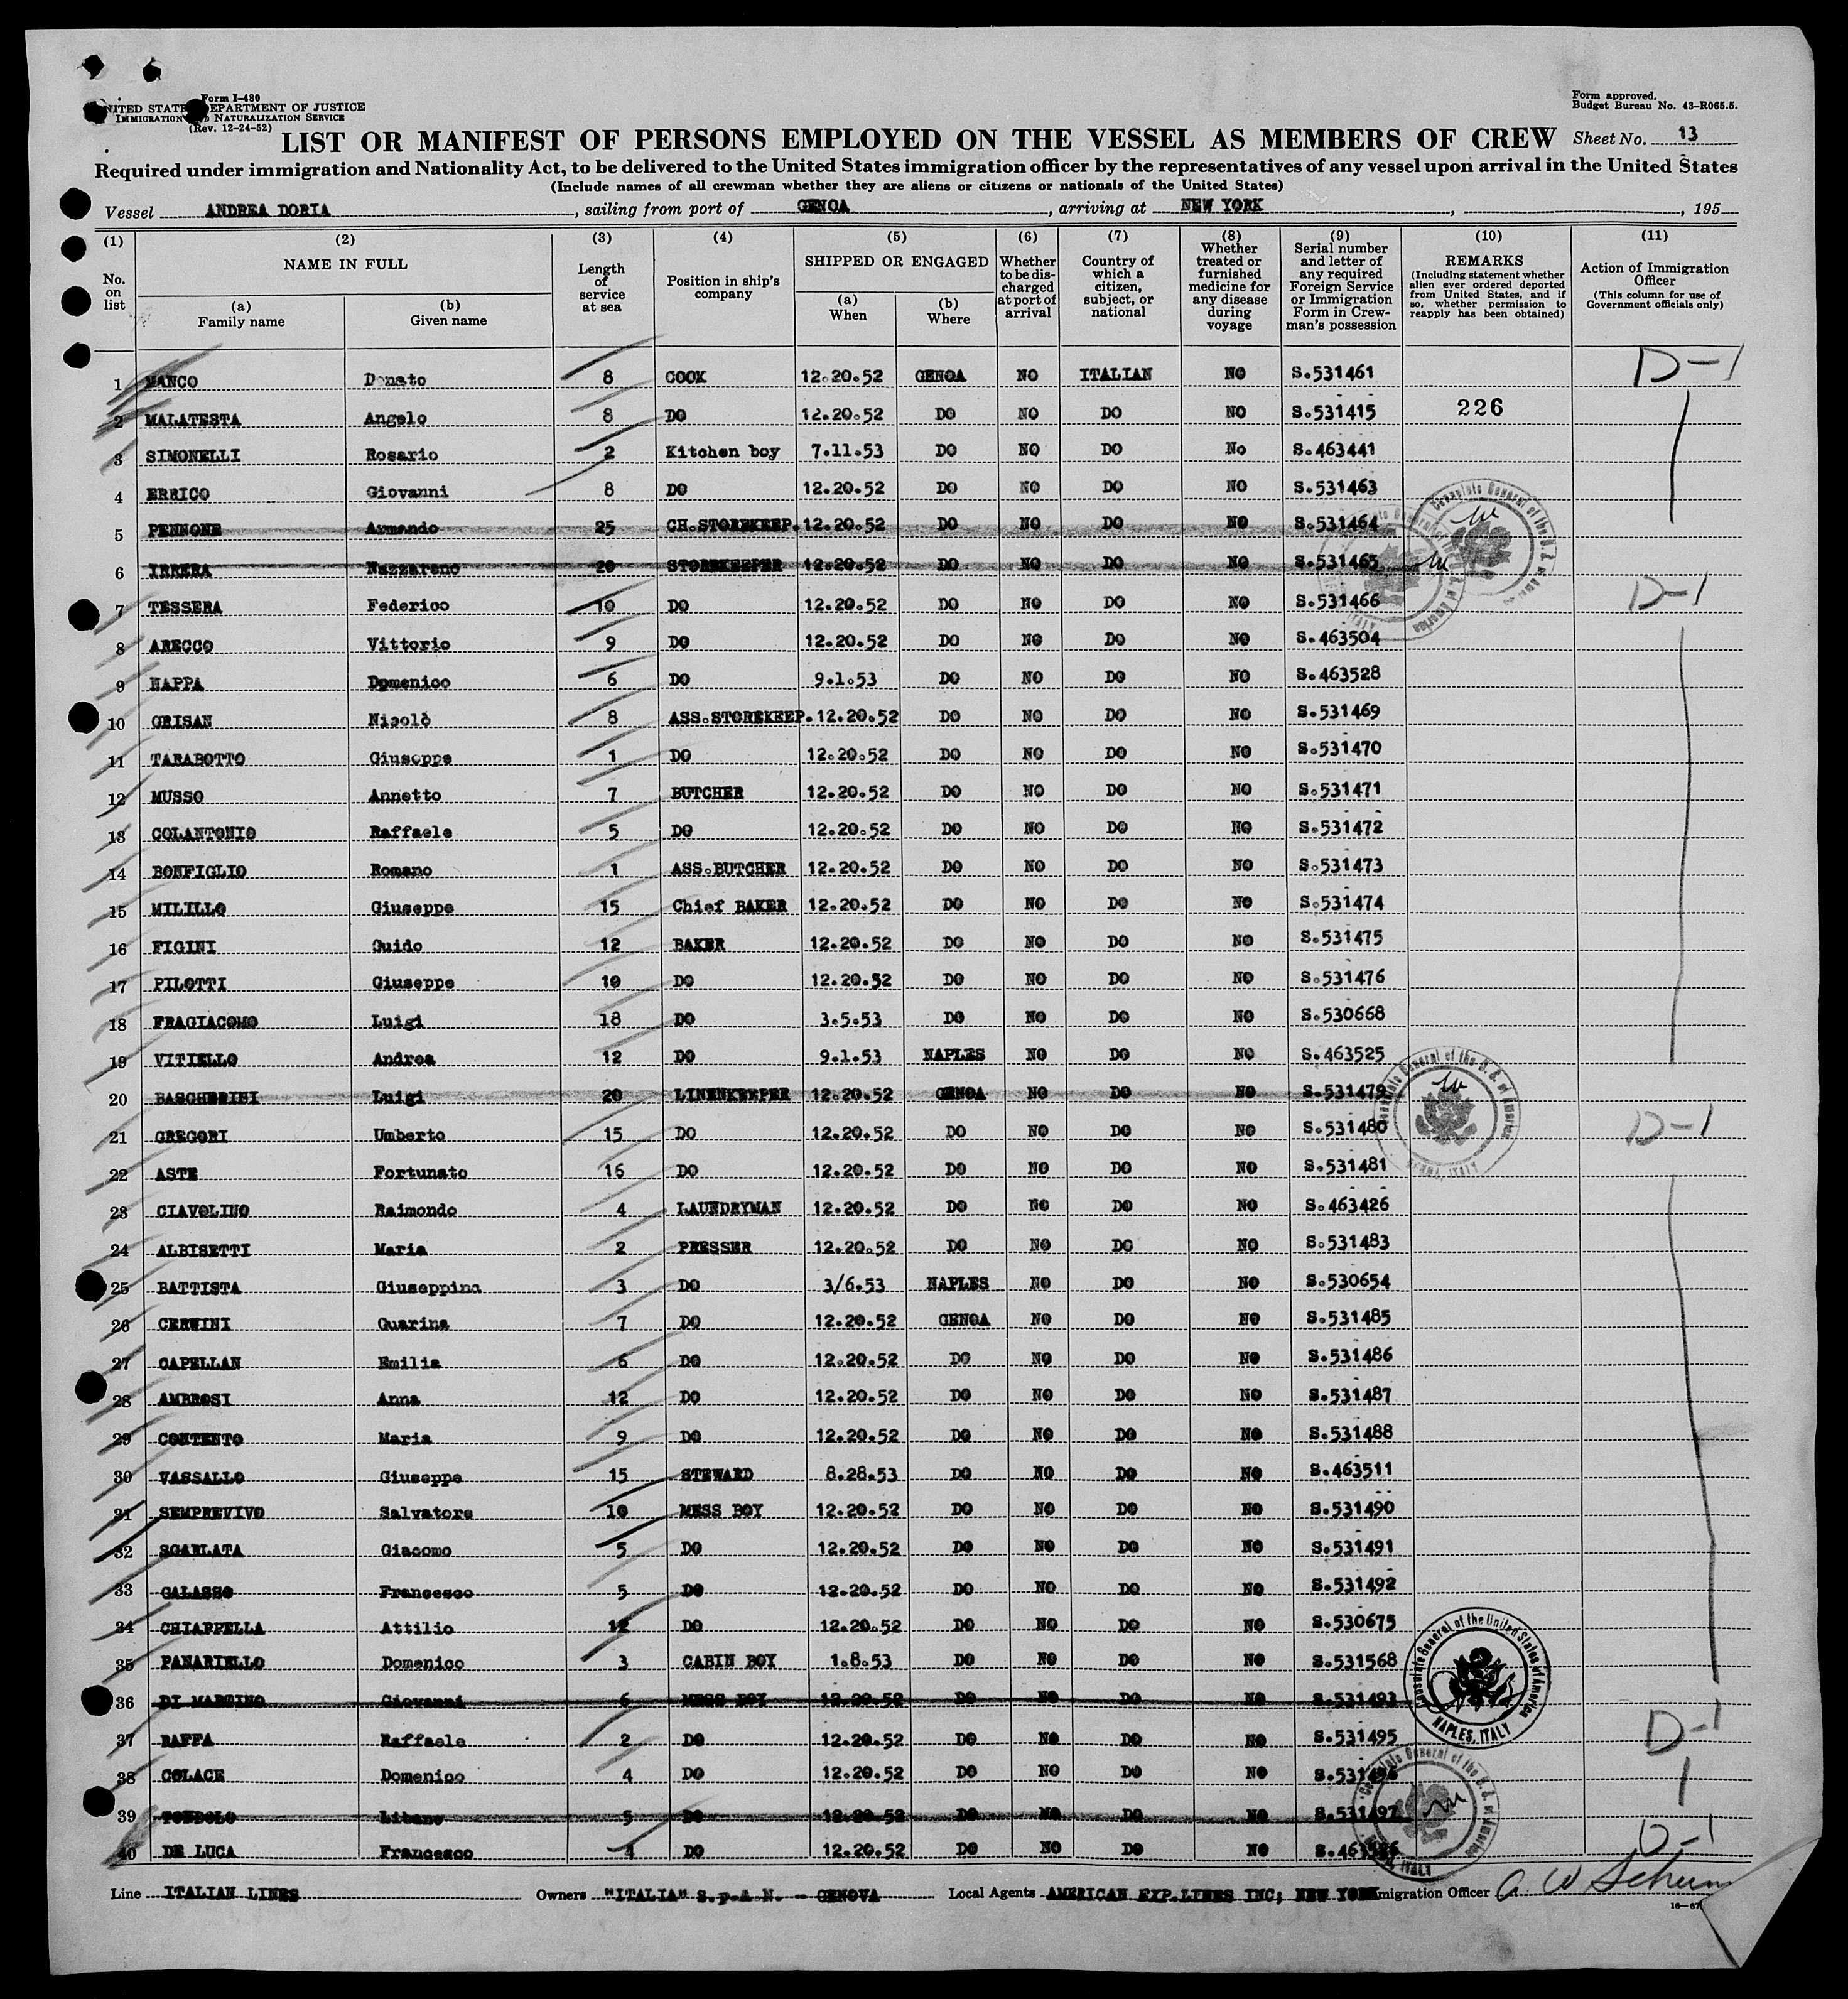 Form I-480
UNITED STATES DEPARTMENT OF JUSTICE
IMMIGRATION AND NATURALIZATION SERVICE
(Rev. 12-24-52)
Form approved.
Budget Bureau No. 43-R065.5.
LIST OR MANIFEST OF PERSONS EMPLOYED ON THE VESSEL AS MEMBERS OF CREW Sheet No. 13
Required under immigration and Nationality Act, to be delivered to the United States immigration officer by the representatives of any vessel upon arrival in the United States
(Include names of all crewman whether they are aliens or citizens or nationals of the United States)
Vessel ANDREA DORIA, sailing from port of GENOA, arriving at NEW YORK, , 195
(1) No. on list
(2) NAME IN FULL
(a) Family name
(b) Given name
(3) Length of service at sea
(4) Position in ship's company
(5) SHIPPED OR ENGAGED
(a) When
(b) Where
(6) Whether to be discharged at port of arrival
(7) Country of which a citizen, subject, or national
(8) Whether treated or furnished medicine for any disease during voyage
(9) Serial number and letter of any required Foreign Service or Immigration Form in Crewman's possession
(10) REMARKS (Including statement whether alien ever ordered deported from United States, and if so, whether permission to reapply has been obtained)
(11) Action of Immigration Officer (This column for use of Government officials only)
1 MANCO Donato 8 COOK 12.20.52 GENOA NO ITALIAN NO S.531461 D-1
2 MALATESTA Angelo 8 DO 12.20.52 DO NO DO NO S.531415 226
3 SIMONELLI Rosario 2 Kitchen boy 7.11.53 DO NO DO No S.463441
4 ERRICO Giovanni 8 DO 12.20.52 DO NO DO NO S.531463
5 PENNONE Armando 25 CH.STOREKEEP. 12.20.52 DO NO DO NO S.531464
6 IRRERA Nazzareno 20 STOREKEEPER 12.20.52 DO NO DO NO S.531465
7 TESSERA Federico 10 DO 12.20.52 DO NO DO NO S.531466 D-1
8 ARECCO Vittorio 9 DO 12.20.52 DO NO DO NO S.463504
9 NAPPA Domenico 6 DO 9.1.53 DO NO DO NO S.463528
10 GRISAN Nicolò 8 ASS.STOREKEEP. 12.20.52 DO NO DO NO S.531469
11 TARABOTTO Giuseppe 1 DO 12.20.52 DO NO DO NO S.531470
12 MUSSO Annetto 7 BUTCHER 12.20.52 DO NO DO NO S.531471
13 COLANTONIO Raffaele 5 DO 12.20.52 DO NO DO NO S.531472
14 BONFIGLIO Romano 1 ASS.BUTCHER 12.20.52 DO NO DO NO S.531473
15 MILILLO Giuseppe 15 Chief BAKER 12.20.52 DO NO DO NO S.531474
16 FIGINI Guido 12 BAKER 12.20.52 DO NO DO NO S.531475
17 PILOTTI Giuseppe 10 DO 12.20.52 DO NO DO NO S.531476
18 FRAGIACOMO Luigi 18 DO 3.5.53 DO NO DO NO S.530668
19 VITIELLO Andrea 12 DO 9.1.53 NAPLES NO DO NO S.463525
20 BASCHERINI Luigi 20 LINENKEEPER 12.20.52 GENOA NO DO NO S.531479
21 GREGORI Umberto 15 DO 12.20.52 DO NO DO NO S.531480 D-1
22 ASTE Fortunato 16 DO 12.20.52 DO NO DO NO S.531481
23 CIAVOLINO Raimondo 4 LAUNDRYMAN 12.20.52 DO NO DO NO S.463426
24 ALBISETTI Maria 2 PRESSER 12.20.52 DO NO DO NO S.531483
25 BATTISTA Giuseppina 3 DO 3/6.53 NAPLES NO DO NO S.530654
26 CERWINI Guarina 7 DO 12.20.52 GENOA NO DO NO S.531485
27 CAPELLAN Emilia 6 DO 12.20.52 DO NO DO NO S.531486
28 AMBROSI Anna 12 DO 12.20.52 DO NO DO NO S.531487
29 CONTENTO Maria 9 DO 12.20.52 DO NO DO NO S.531488
30 VASSALLO Giuseppe 15 STEWARD 8.28.53 DO NO DO NO S.463511
31 SEMPREVIVO Salvatore 10 MESS BOY 12.20.52 DO NO DO NO S.531490
32 SGARLATA Giacomo 5 DO 12.20.52 DO NO DO NO S.531491
33 GALASSO Francesco 5 DO 12.20.52 DO NO DO NO S.531492
34 CHIAPPELLA Attilio 12 DO 12.20.52 DO NO DO NO S.530675
35 PANARIELLO Domenico 3 CABIN BOY 1.8.53 DO NO DO NO S.531568
36 DI MARTINO Giovanni 6 MESS BOY 12.20.52 DO NO DO NO S.531493
37 RAFFA Raffaele 2 DO 12.20.52 DO NO DO NO S.531495 D-1
38 COLACE Domenico 4 DO 12.20.52 DO NO DO NO S.531496
39 TONDOLO Libano 5 DO 12.20.52 DO NO DO NO S.531497
40 DE LUCA Francesco 4 DO 12.20.52 DO NO DO NO D-1
Consulate General of the United States of America
NAPLES, ITALY
Line ITALIAN LINES Owners "ITALIA" S.p.A N. - GENOVA Local Agents AMERICAN EXP.LINES INC; NEW YORK Immigration Officer
16—67